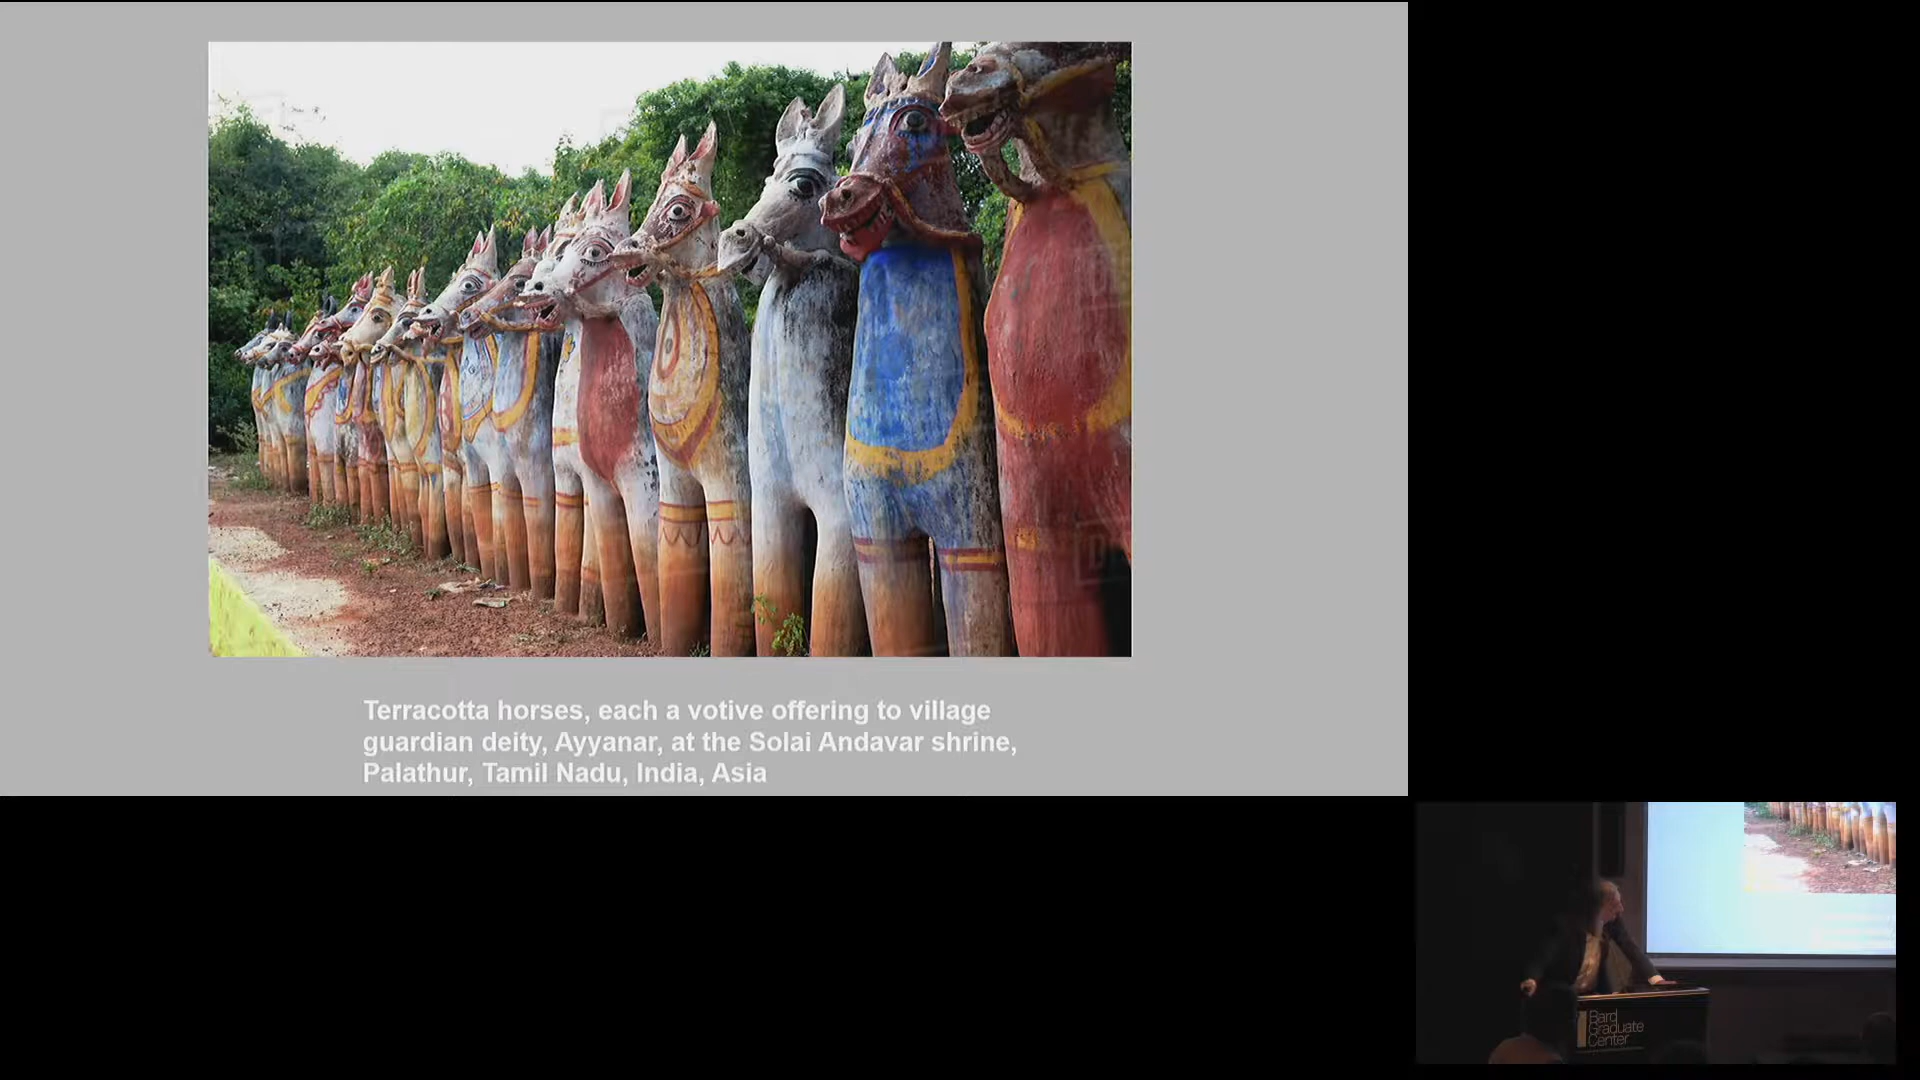 Terracotta horses, each a votive offering to village
guardian deity, Ayyanar, at the Solai Andavar shrine,
Palathur, Tamil Nadu, India, Asia
Bard
Graduate
Center